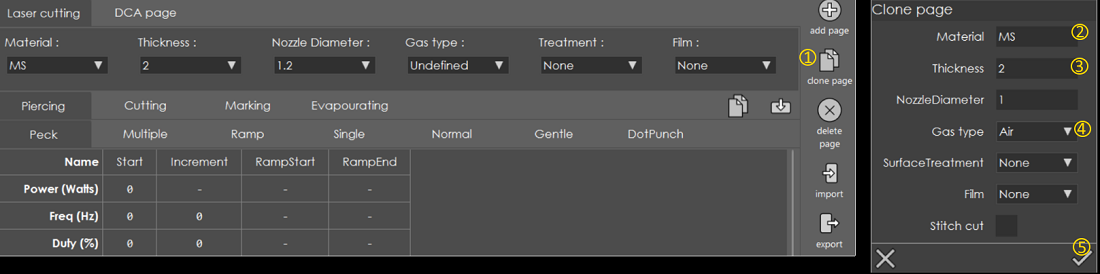 Laser cutting DCA page
Material : Thickness : Nozzle Diameter : Gas type : Treatment : Film :
MS 2 1.2 Undefined None None
Piercing Cutting Marking Evapourating
Peck Multiple Ramp Single Normal Gentle DotPunch
Name Start Increment RampStart RampEnd
Power (Watts) 0 - - -
Freq (Hz) 0 0 - -
Duty (%) 0 0 - -
add page
① clone page
delete
page
import
export
Clone page
Material MS ②
Thickness 2 ③
NozzleDiameter 1
Gas type Air ④
SurfaceTreatment None
Film None
Stitch cut
⑤